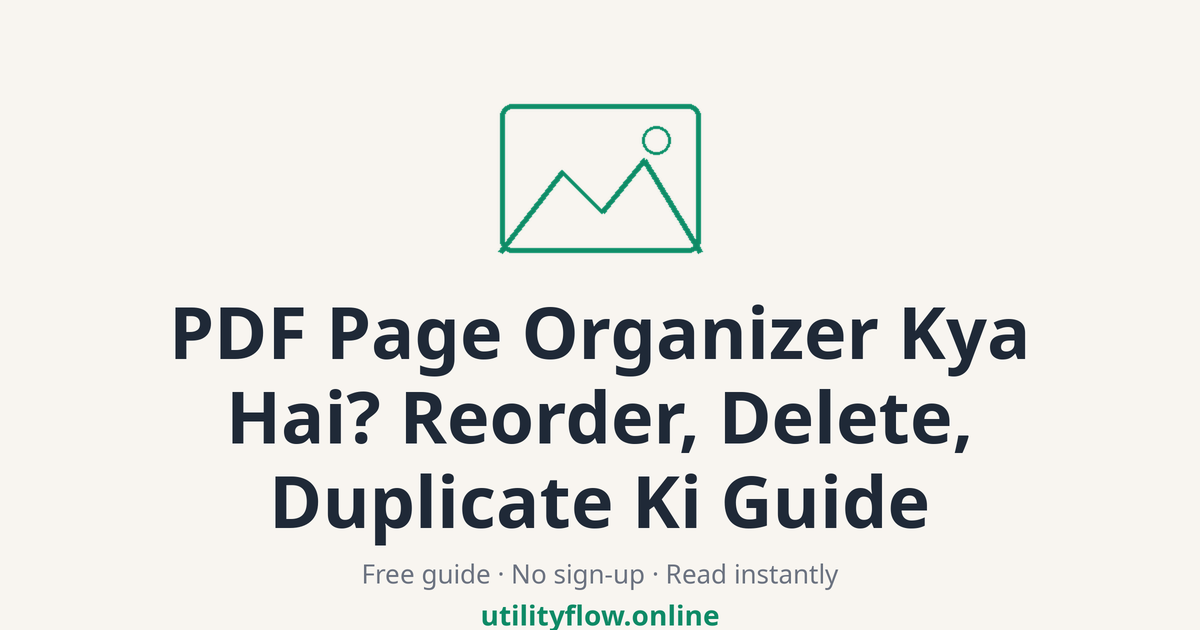 PDF Page Organizer Kya
Hai? Reorder, Delete,
Duplicate Ki Guide
Free guide · No sign-up · Read instantly
utilityflow.online